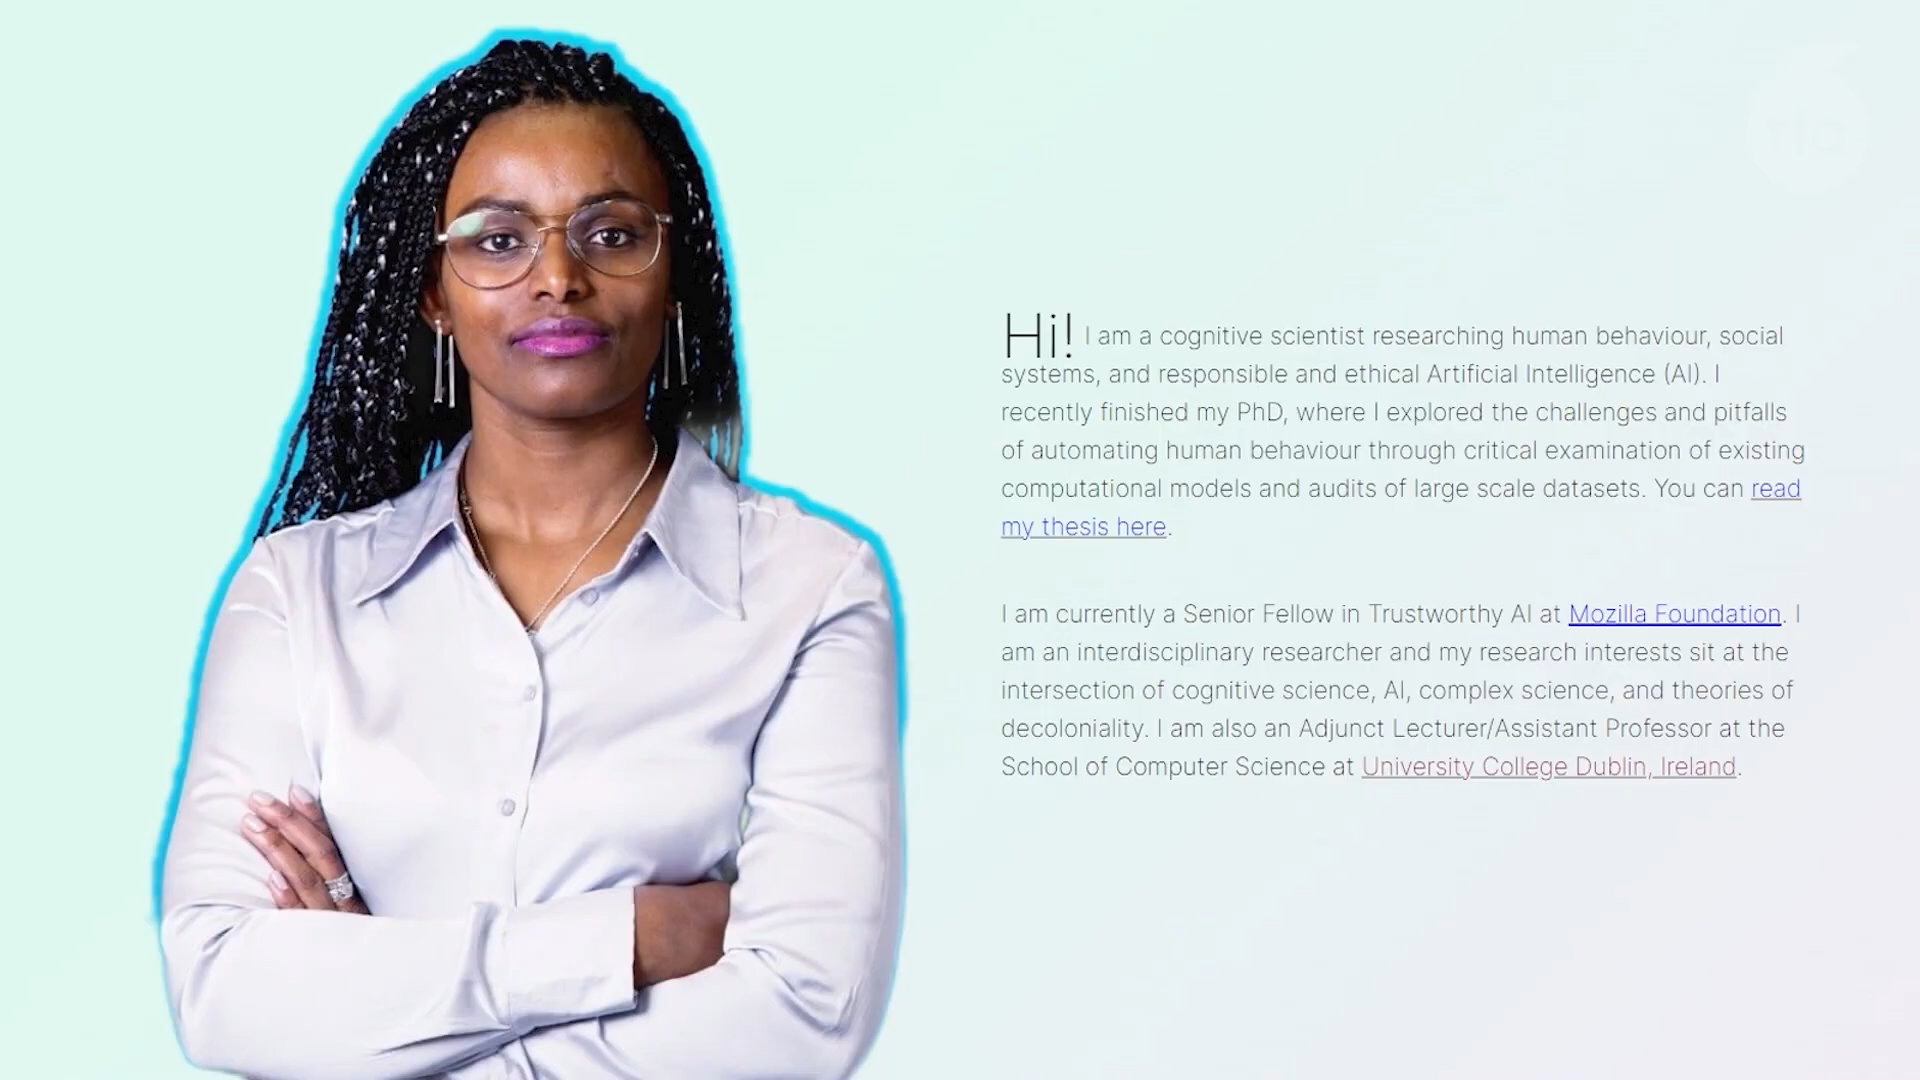 Hi! I am a cognitive scientist researching human behaviour, social
systems, and responsible and ethical Artificial Intelligence (AI). I
recently finished my PhD, where I explored the challenges and pitfalls
of automating human behaviour through critical examination of existing
computational models and audits of large scale datasets. You can read
my thesis here.
I am currently a Senior Fellow in Trustworthy AI at Mozilla Foundation. I
am an interdisciplinary researcher and my research interests sit at the
intersection of cognitive science, AI, complex science, and theories of
decoloniality. I am also an Adjunct Lecturer/Assistant Professor at the
School of Computer Science at University College Dublin, Ireland.